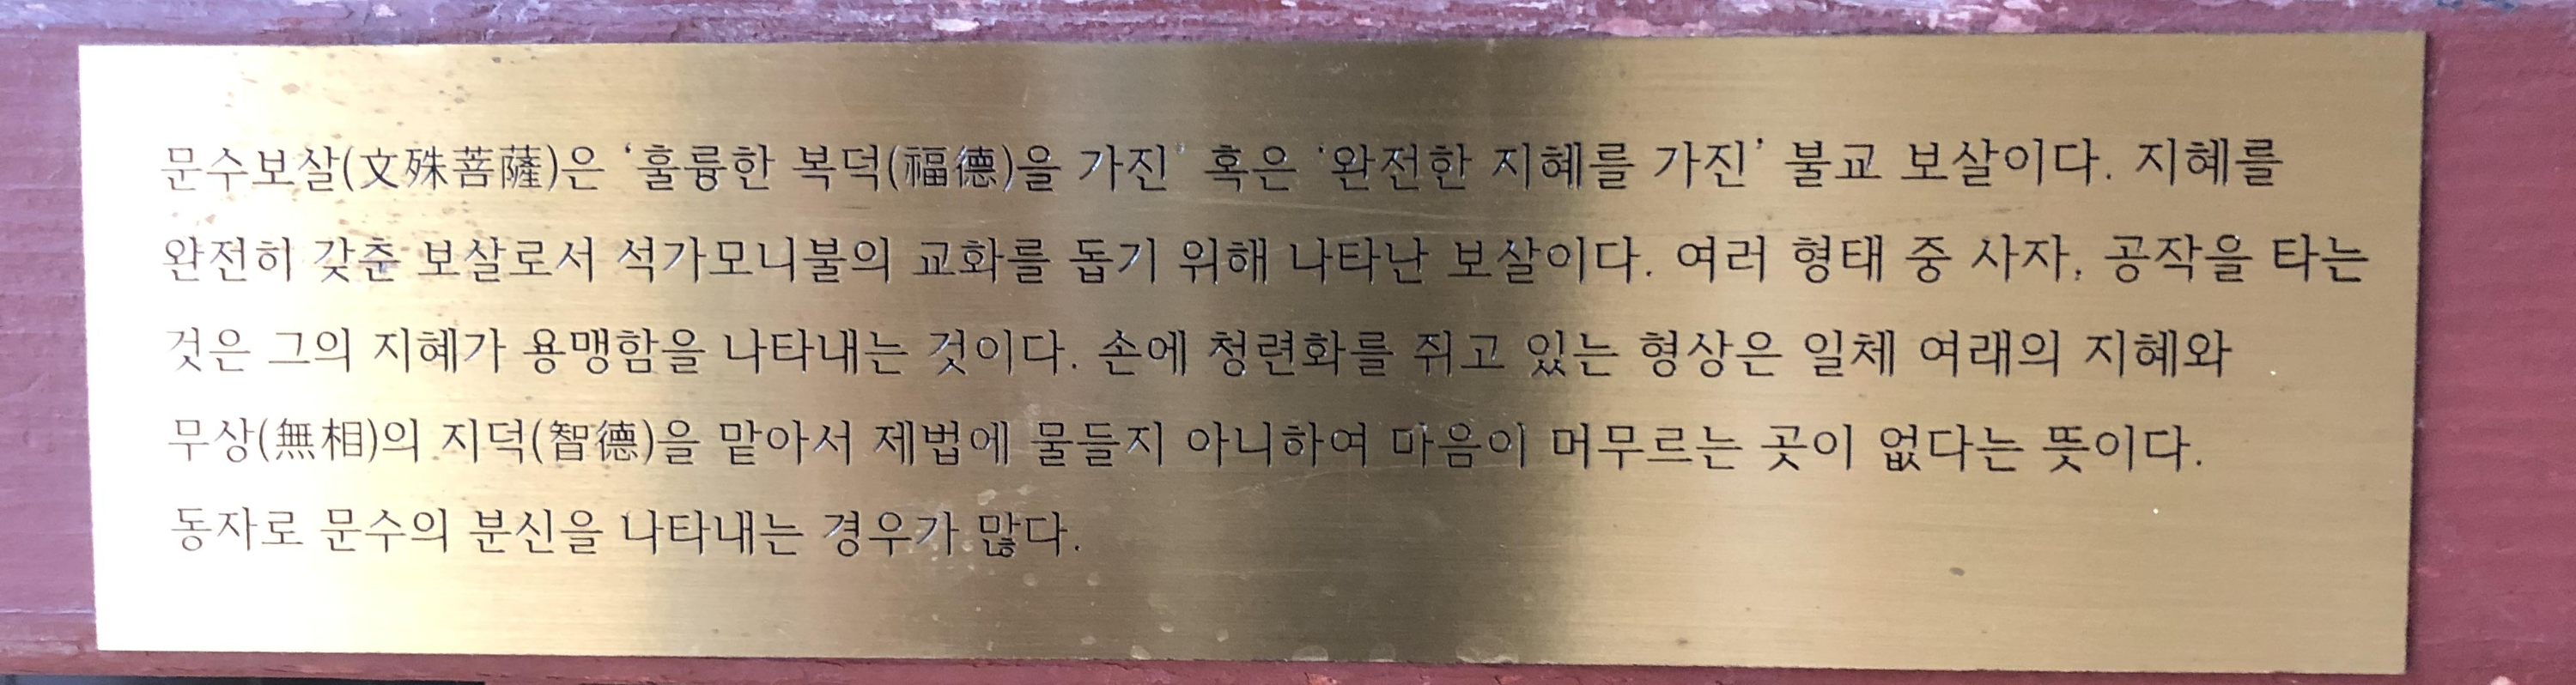 문수보살(文殊菩薩)은 ‘훌륭한 복덕(福德)을 가진’ 혹은 ‘완전한 지혜를 가진’ 불교 보살이다. 지혜를
완전히 갖춘 보살로서 석가모니불의 교화를 돕기 위해 나타난 보살이다. 여러 형태 중 사자, 공작을 타는
것은 그의 지혜가 용맹함을 나타내는 것이다. 손에 청련화를 쥐고 있는 형상은 일체 여래의 지혜와
무상(無相)의 지덕(智德)을 맡아서 제법에 물들지 아니하여 마음이 머무르는 곳이 없다는 뜻이다.
동자로 문수의 분신을 나타내는 경우가 많다.